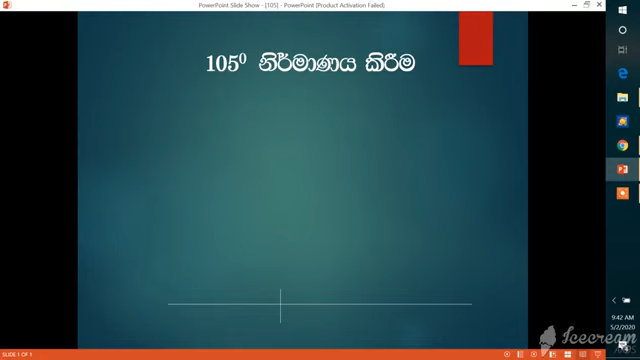 PowerPoint Slide Show - [105] - PowerPoint (Product Activation Failed)
105⁰ නිර්මාණය කිරීම
9:42 AM
5/2/2020
Icecream
SLIDE 1 OF 1